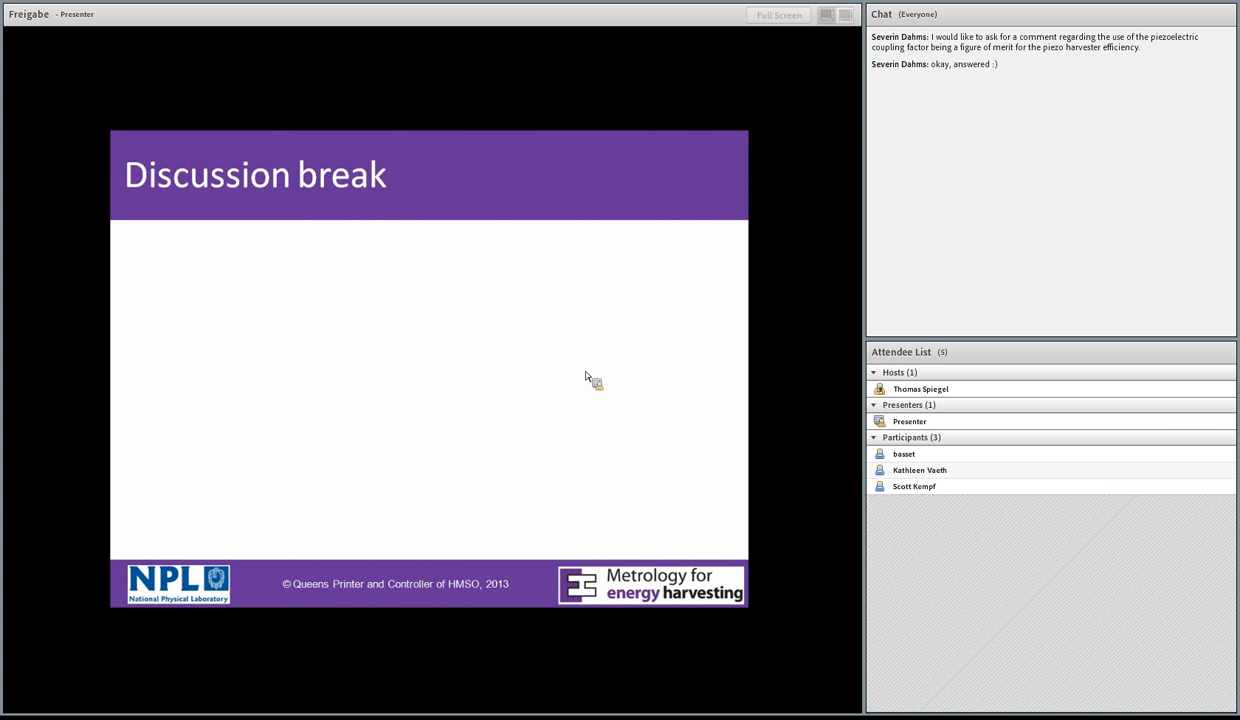 Freigabe - Presenter
Full Screen
Discussion break
NPL
National Physical Laboratory
© Queens Printer and Controller of HMSO, 2013
Metrology for
energy harvesting
Chat (Everyone)
Severin Dahms: I would like to ask for a comment regarding the use of the piezoelectric
coupling factor being a figure of merit for the piezo harvester efficiency.
Severin Dahms: okay, answered :)
Attendee List (5)
Hosts (1)
Thomas Spiegel
Presenters (1)
Presenter
Participants (3)
basset
Kathleen Vaeth
Scott Kempf